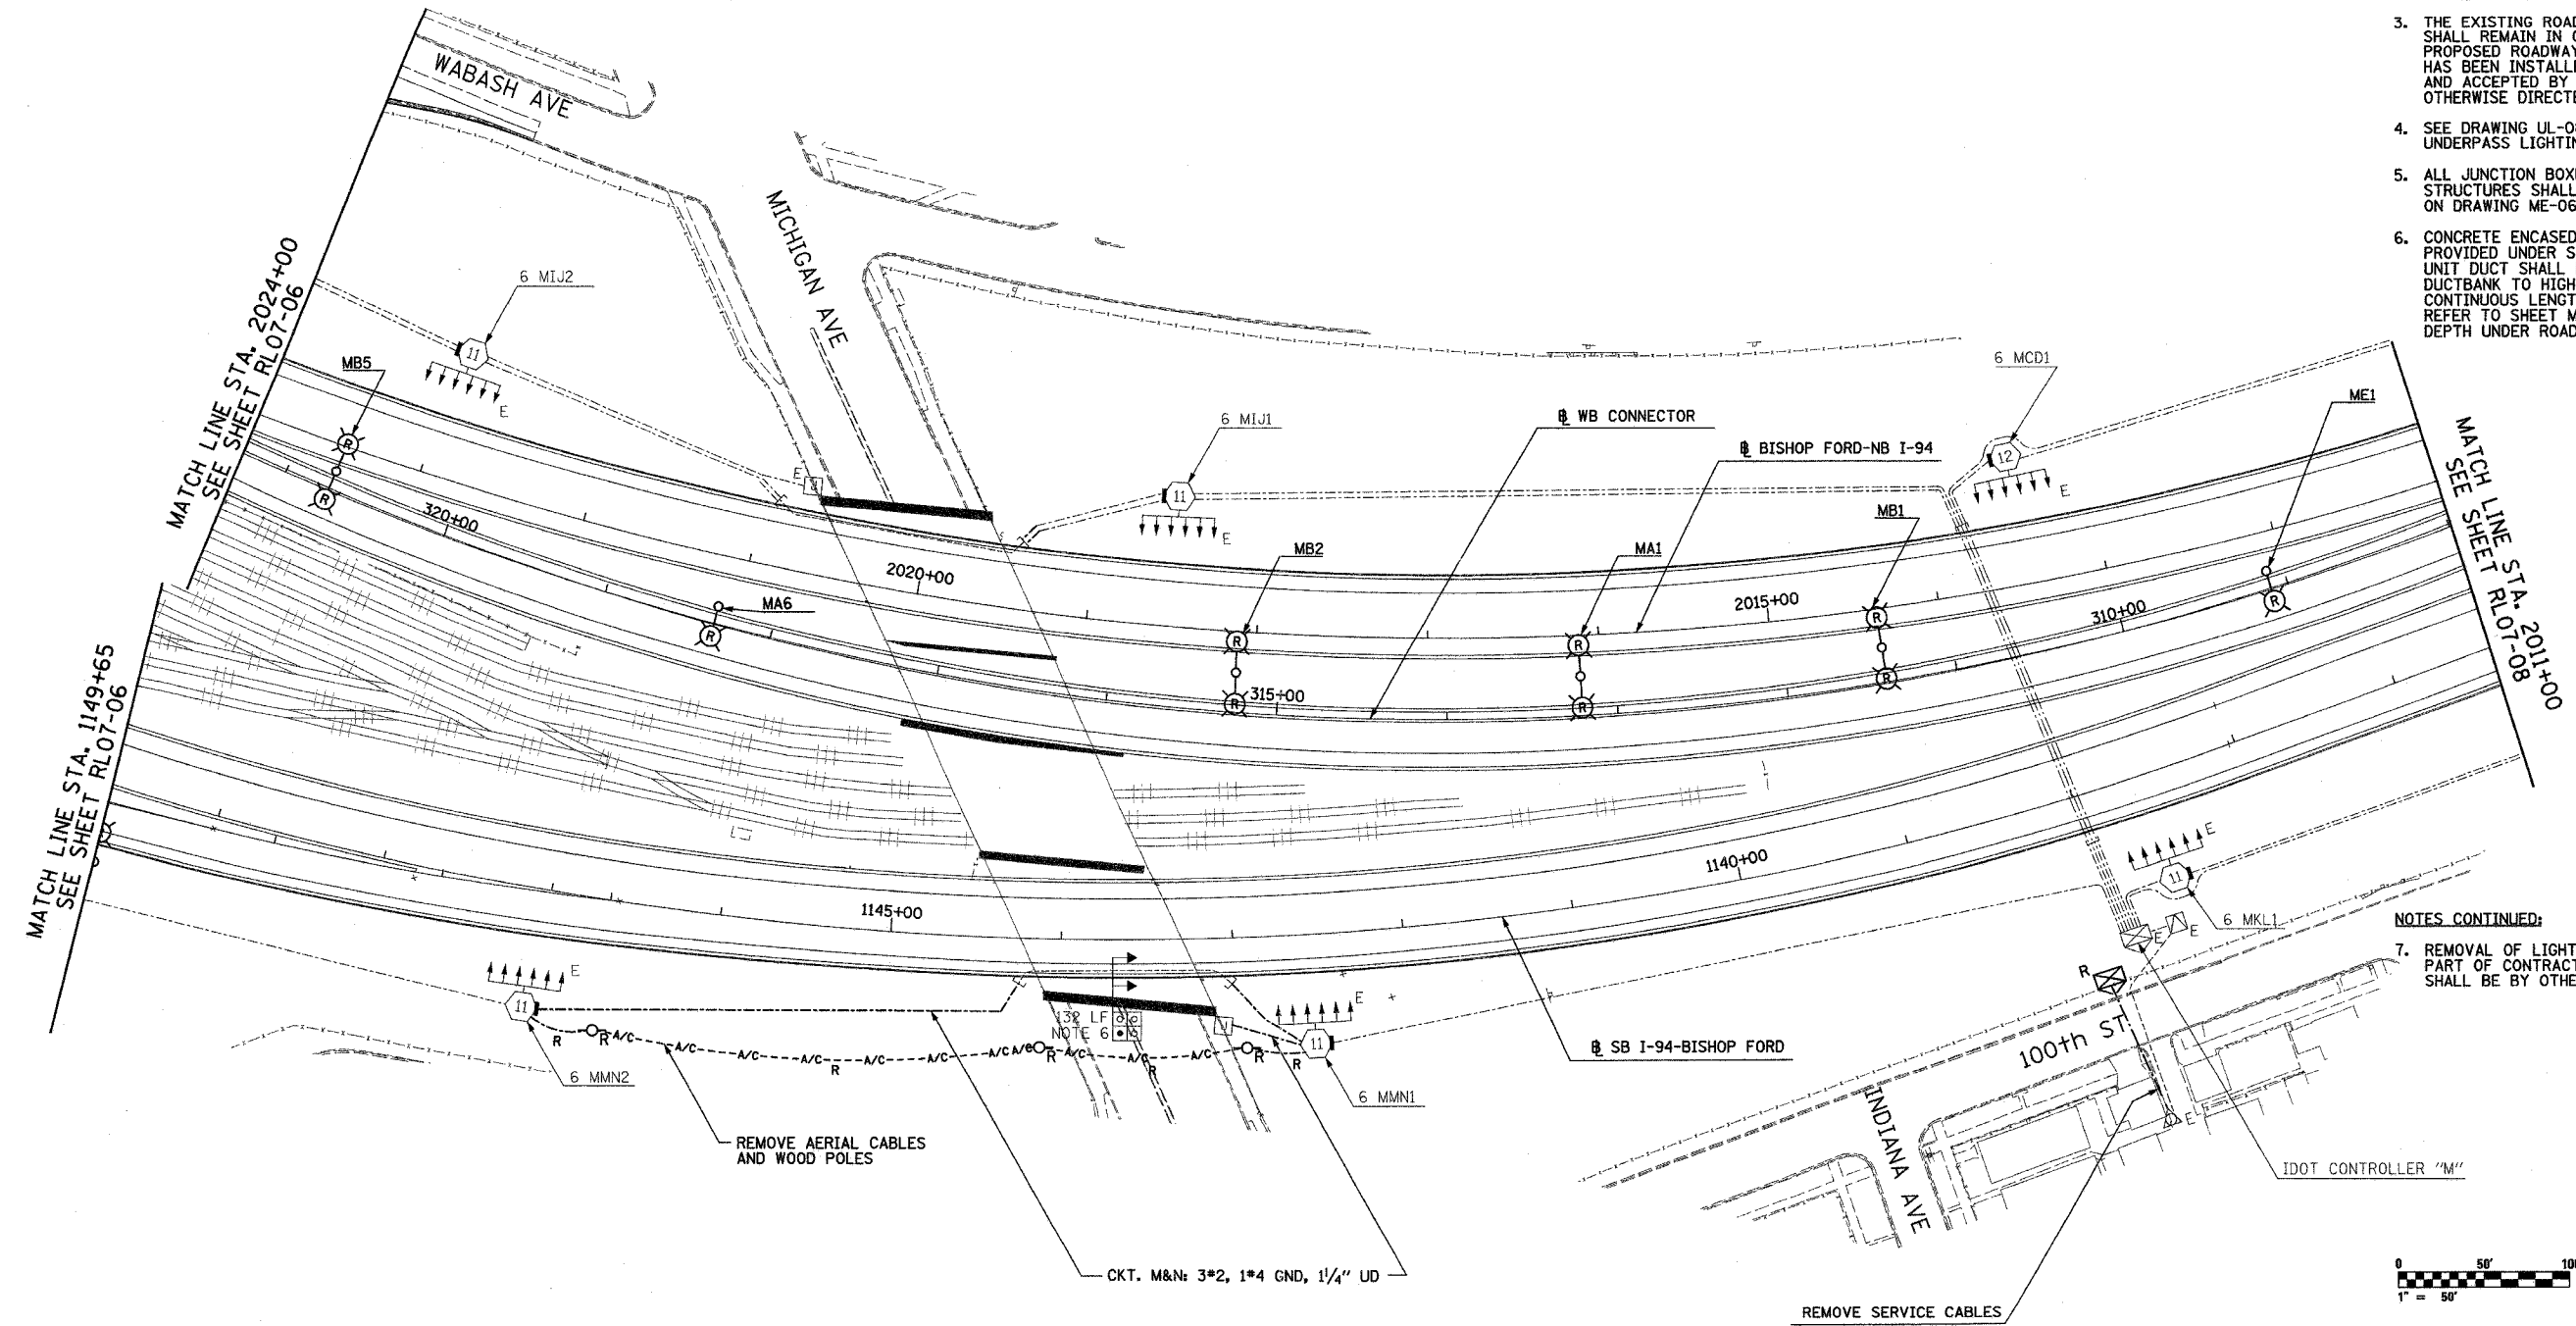 3. THE EXISTING ROAD
SHALL REMAIN IN
PROPOSED ROADWAY
HAS BEEN INSTALL
AND ACCEPTED BY
OTHERWISE DIRECTE
4. SEE DRAWING UL-0
UNDERPASS LIGHTIN
5. ALL JUNCTION BOX
STRUCTURES SHALL
ON DRAWING ME-06
6. CONCRETE ENCASED
PROVIDED UNDER S
UNIT DUCT SHALL
DUCTBANK TO HIGH
CONTINUOUS LENGT
REFER TO SHEET M
DEPTH UNDER ROAD
WABASH AVE
MICHIGAN AVE
MATCH LINE STA. 2024+00
SEE SHEET RL07-06
6 MIJ2
11
E
MB5
R
R
320+00
E
J
6 MIJ1
11
E
℄ WB CONNECTOR
℄ BISHOP FORD-NB I-94
6 MCD1
12
E
ME1
R
MATCH LINE STA. 2011+00
SEE SHEET RL07-08
MA6
R
2020+00
MB2
R
R
315+00
MA1
R
R
2015+00
MB1
R
R
310+00
MATCH LINE STA. 1149+65
SEE SHEET RL07-06
1145+00
1140+00
11
E
6 MMN2
R
R
A/C
A/C
A/C
A/C
A/C
A/C
A/C
A/C
A/C
A/C
A/C
R
R
R
R
R
132 LF
NOTE 6
J
11
E
6 MMN1
℄ SB I-94-BISHOP FORD
11
E
6 MKL1
E
E
R
100th ST
INDIANA AVE
E
IDOT CONTROLLER "M"
REMOVE AERIAL CABLES
AND WOOD POLES
CKT. M&N: 3#2, 1#4 GND, 1¼" UD
REMOVE SERVICE CABLES
NOTES CONTINUED:
7. REMOVAL OF LIGHT
PART OF CONTRACT
SHALL BE BY OTHE
0 50' 100
1" = 50'